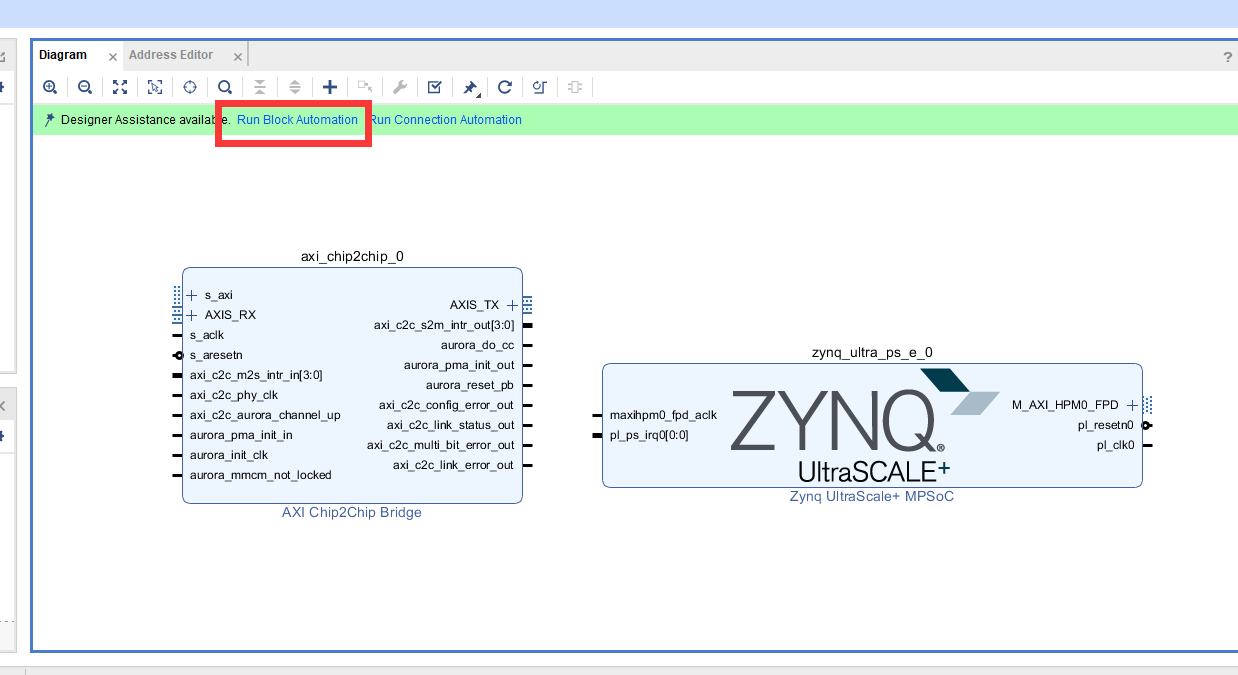 Diagram
Address Editor
?
Designer Assistance available. Run Block Automation Run Connection Automation
axi_chip2chip_0
s_axi
AXIS_RX
s_aclk
s_aresetn
axi_c2c_m2s_intr_in[3:0]
axi_c2c_phy_clk
axi_c2c_aurora_channel_up
aurora_pma_init_in
aurora_init_clk
aurora_mmcm_not_locked
AXIS_TX
axi_c2c_s2m_intr_out[3:0]
aurora_do_cc
aurora_pma_init_out
aurora_reset_pb
axi_c2c_config_error_out
axi_c2c_link_status_out
axi_c2c_multi_bit_error_out
axi_c2c_link_error_out
AXI Chip2Chip Bridge
zynq_ultra_ps_e_0
maxihpm0_fpd_aclk
pl_ps_irq0[0:0]
ZYNQ®
UltraSCALE+
M_AXI_HPM0_FPD
pl_resetn0
pl_clk0
Zynq UltraScale+ MPSoC